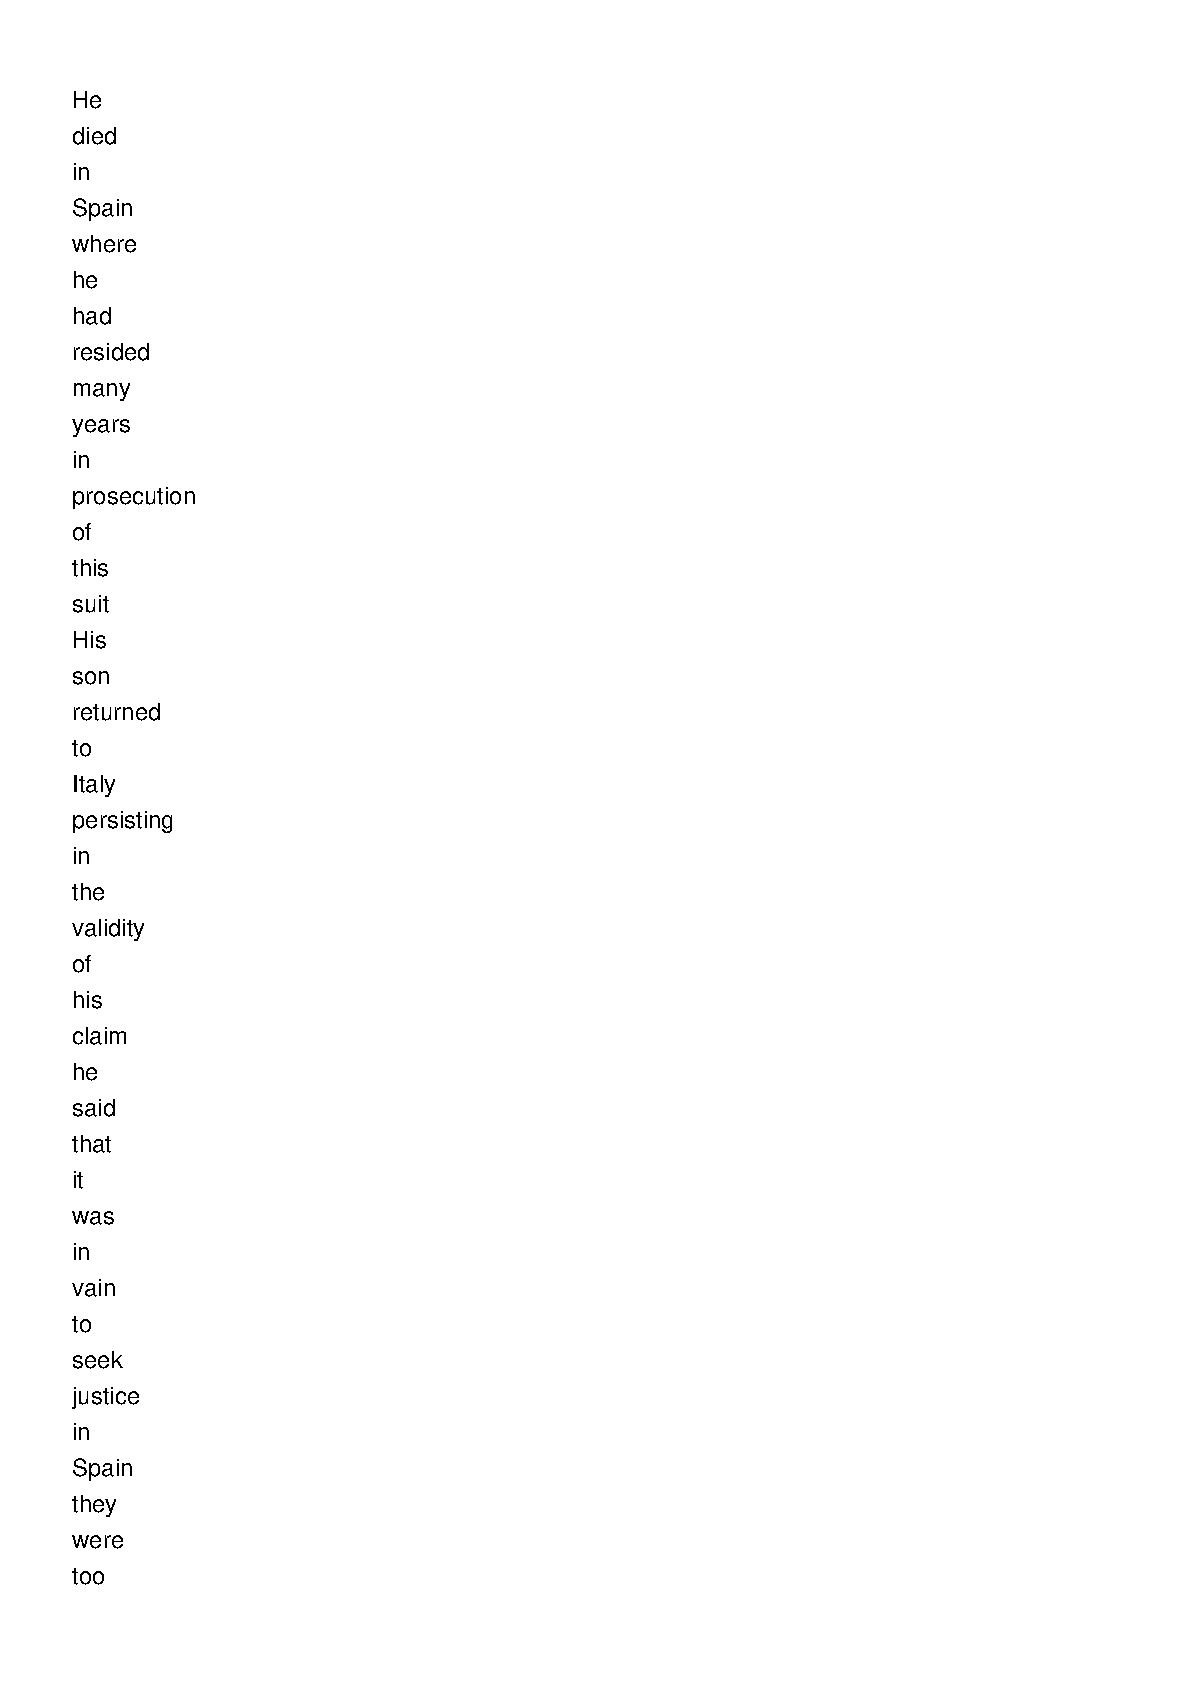 He
died
in
Spain
where
he
had
resided
many
years
in
prosecution
of
this
suit
His
son
returned
to
Italy
persisting
in
the
validity
of
his
claim
he
said
that
it
was
in
vain
to
seek
justice
in
Spain
they
were
too